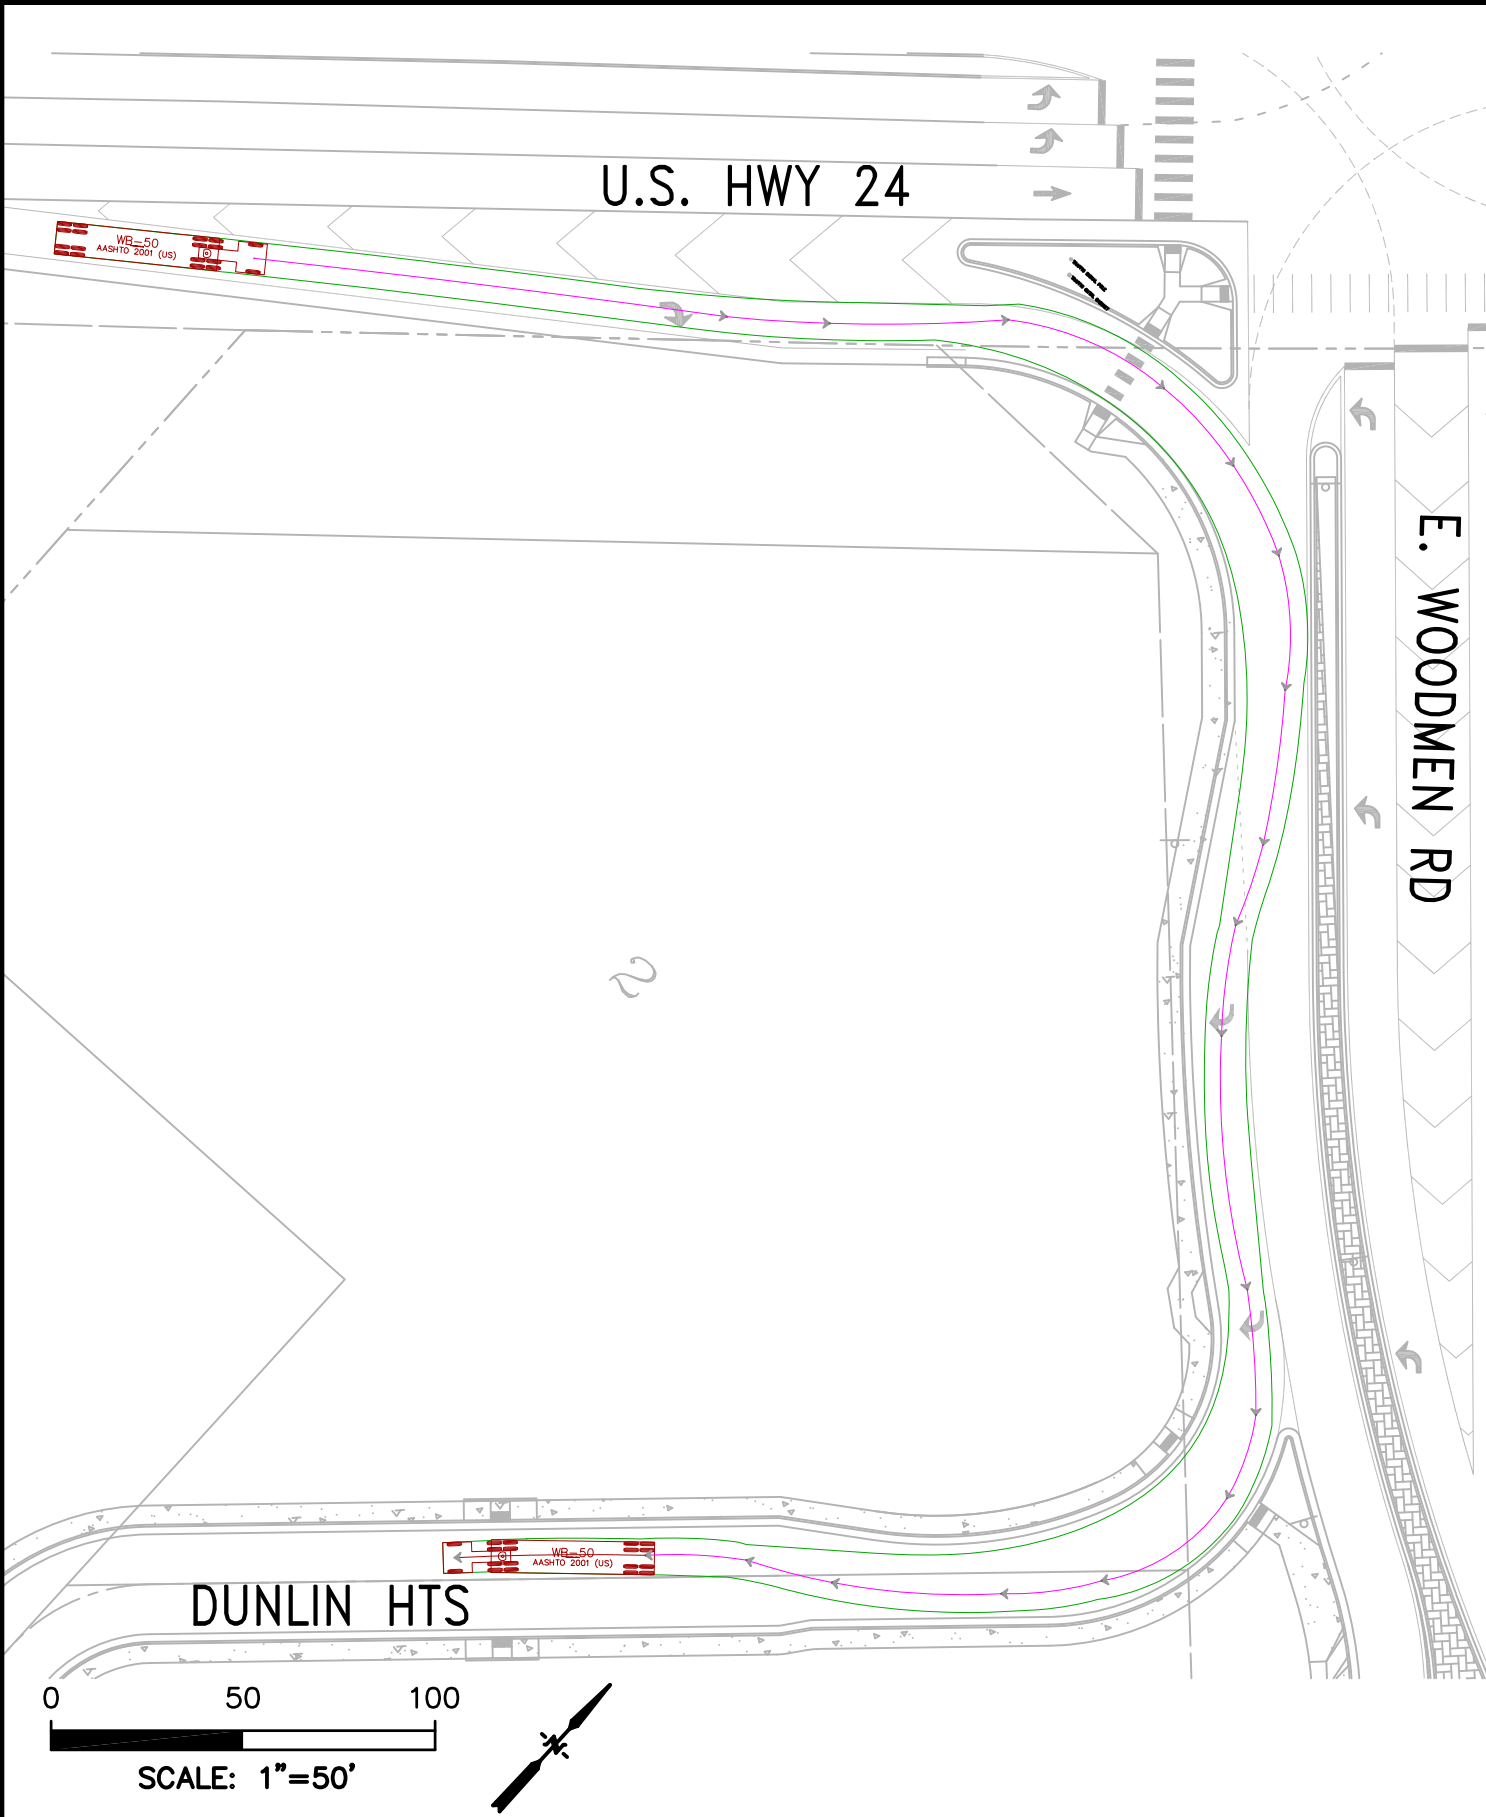 U.S. HWY 24
WB-50
AASHTO 2001 (US)
E. WOODMEN RD
2
WB-50
AASHTO 2001 (US)
DUNLIN HTS
0 50 100
SCALE: 1"=50'
N